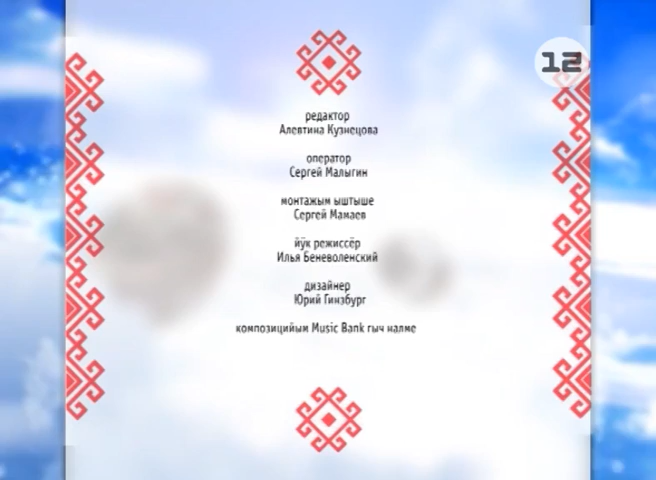 12
редактор
Алевтина Кузнецова
оператор
Сергей Малыгин
монтажым ыштыше
Сергей Мамаев
йӱк режиссёр
Илья Беневоленский
дизайнер
Юрий Гинзбург
композицийым Music Bank гыч налме